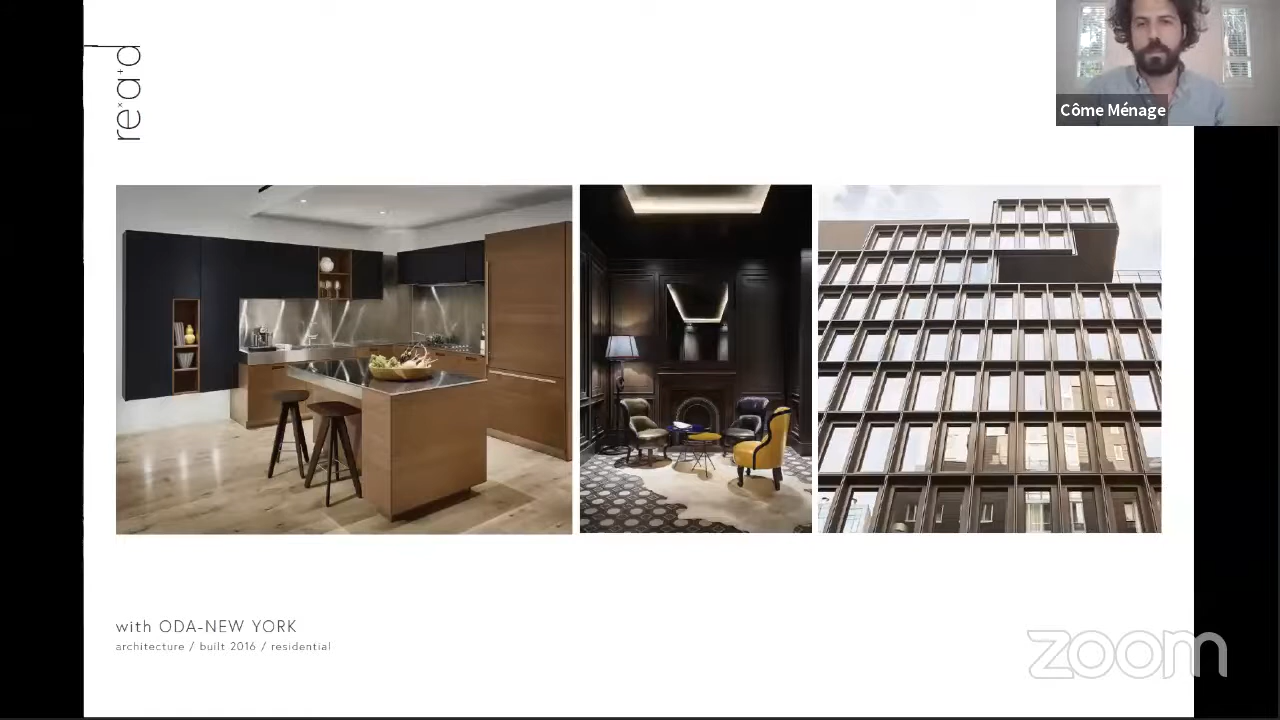 re×a+d
Côme Ménage
with ODA-NEW YORK
architecture / built 2016 / residential
zoom